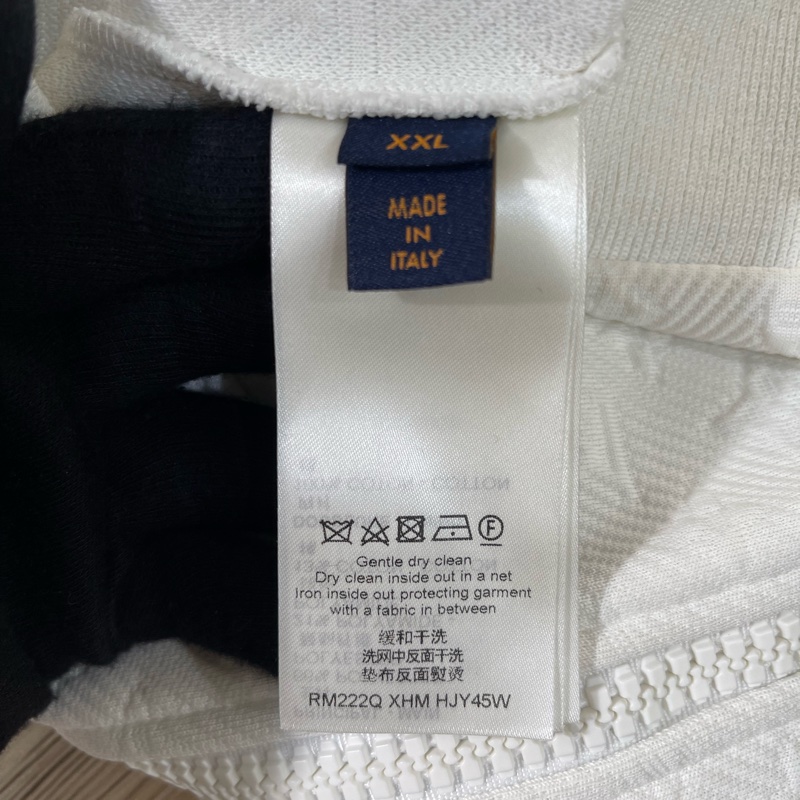 XXL
MADE
IN
ITALY
F
Gentle dry clean
Dry clean inside out in a net
Iron inside out protecting garment
with a fabric in between
缓和干洗
洗网中反面干洗
垫布反面熨烫
RM222Q XHM HJY45W